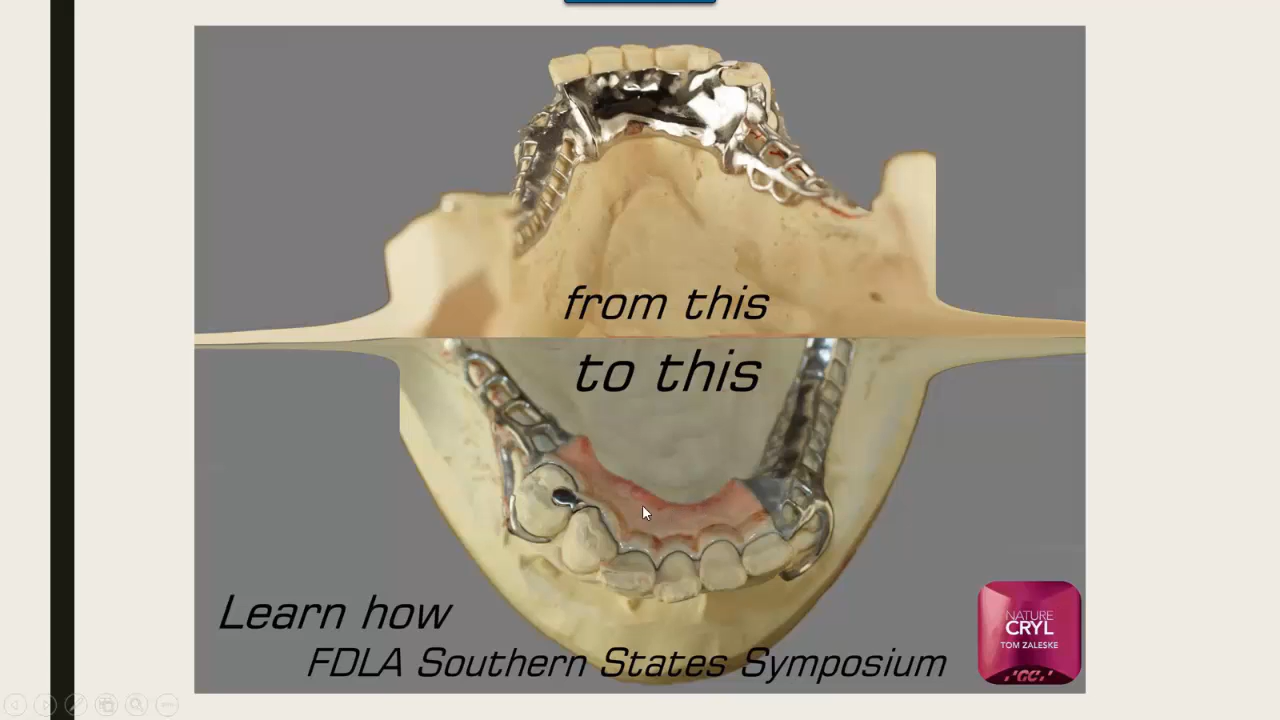 from this
to this
Learn how
FDLA Southern States Symposium
NATURE
CRYL
TOM ZALESKE
GC